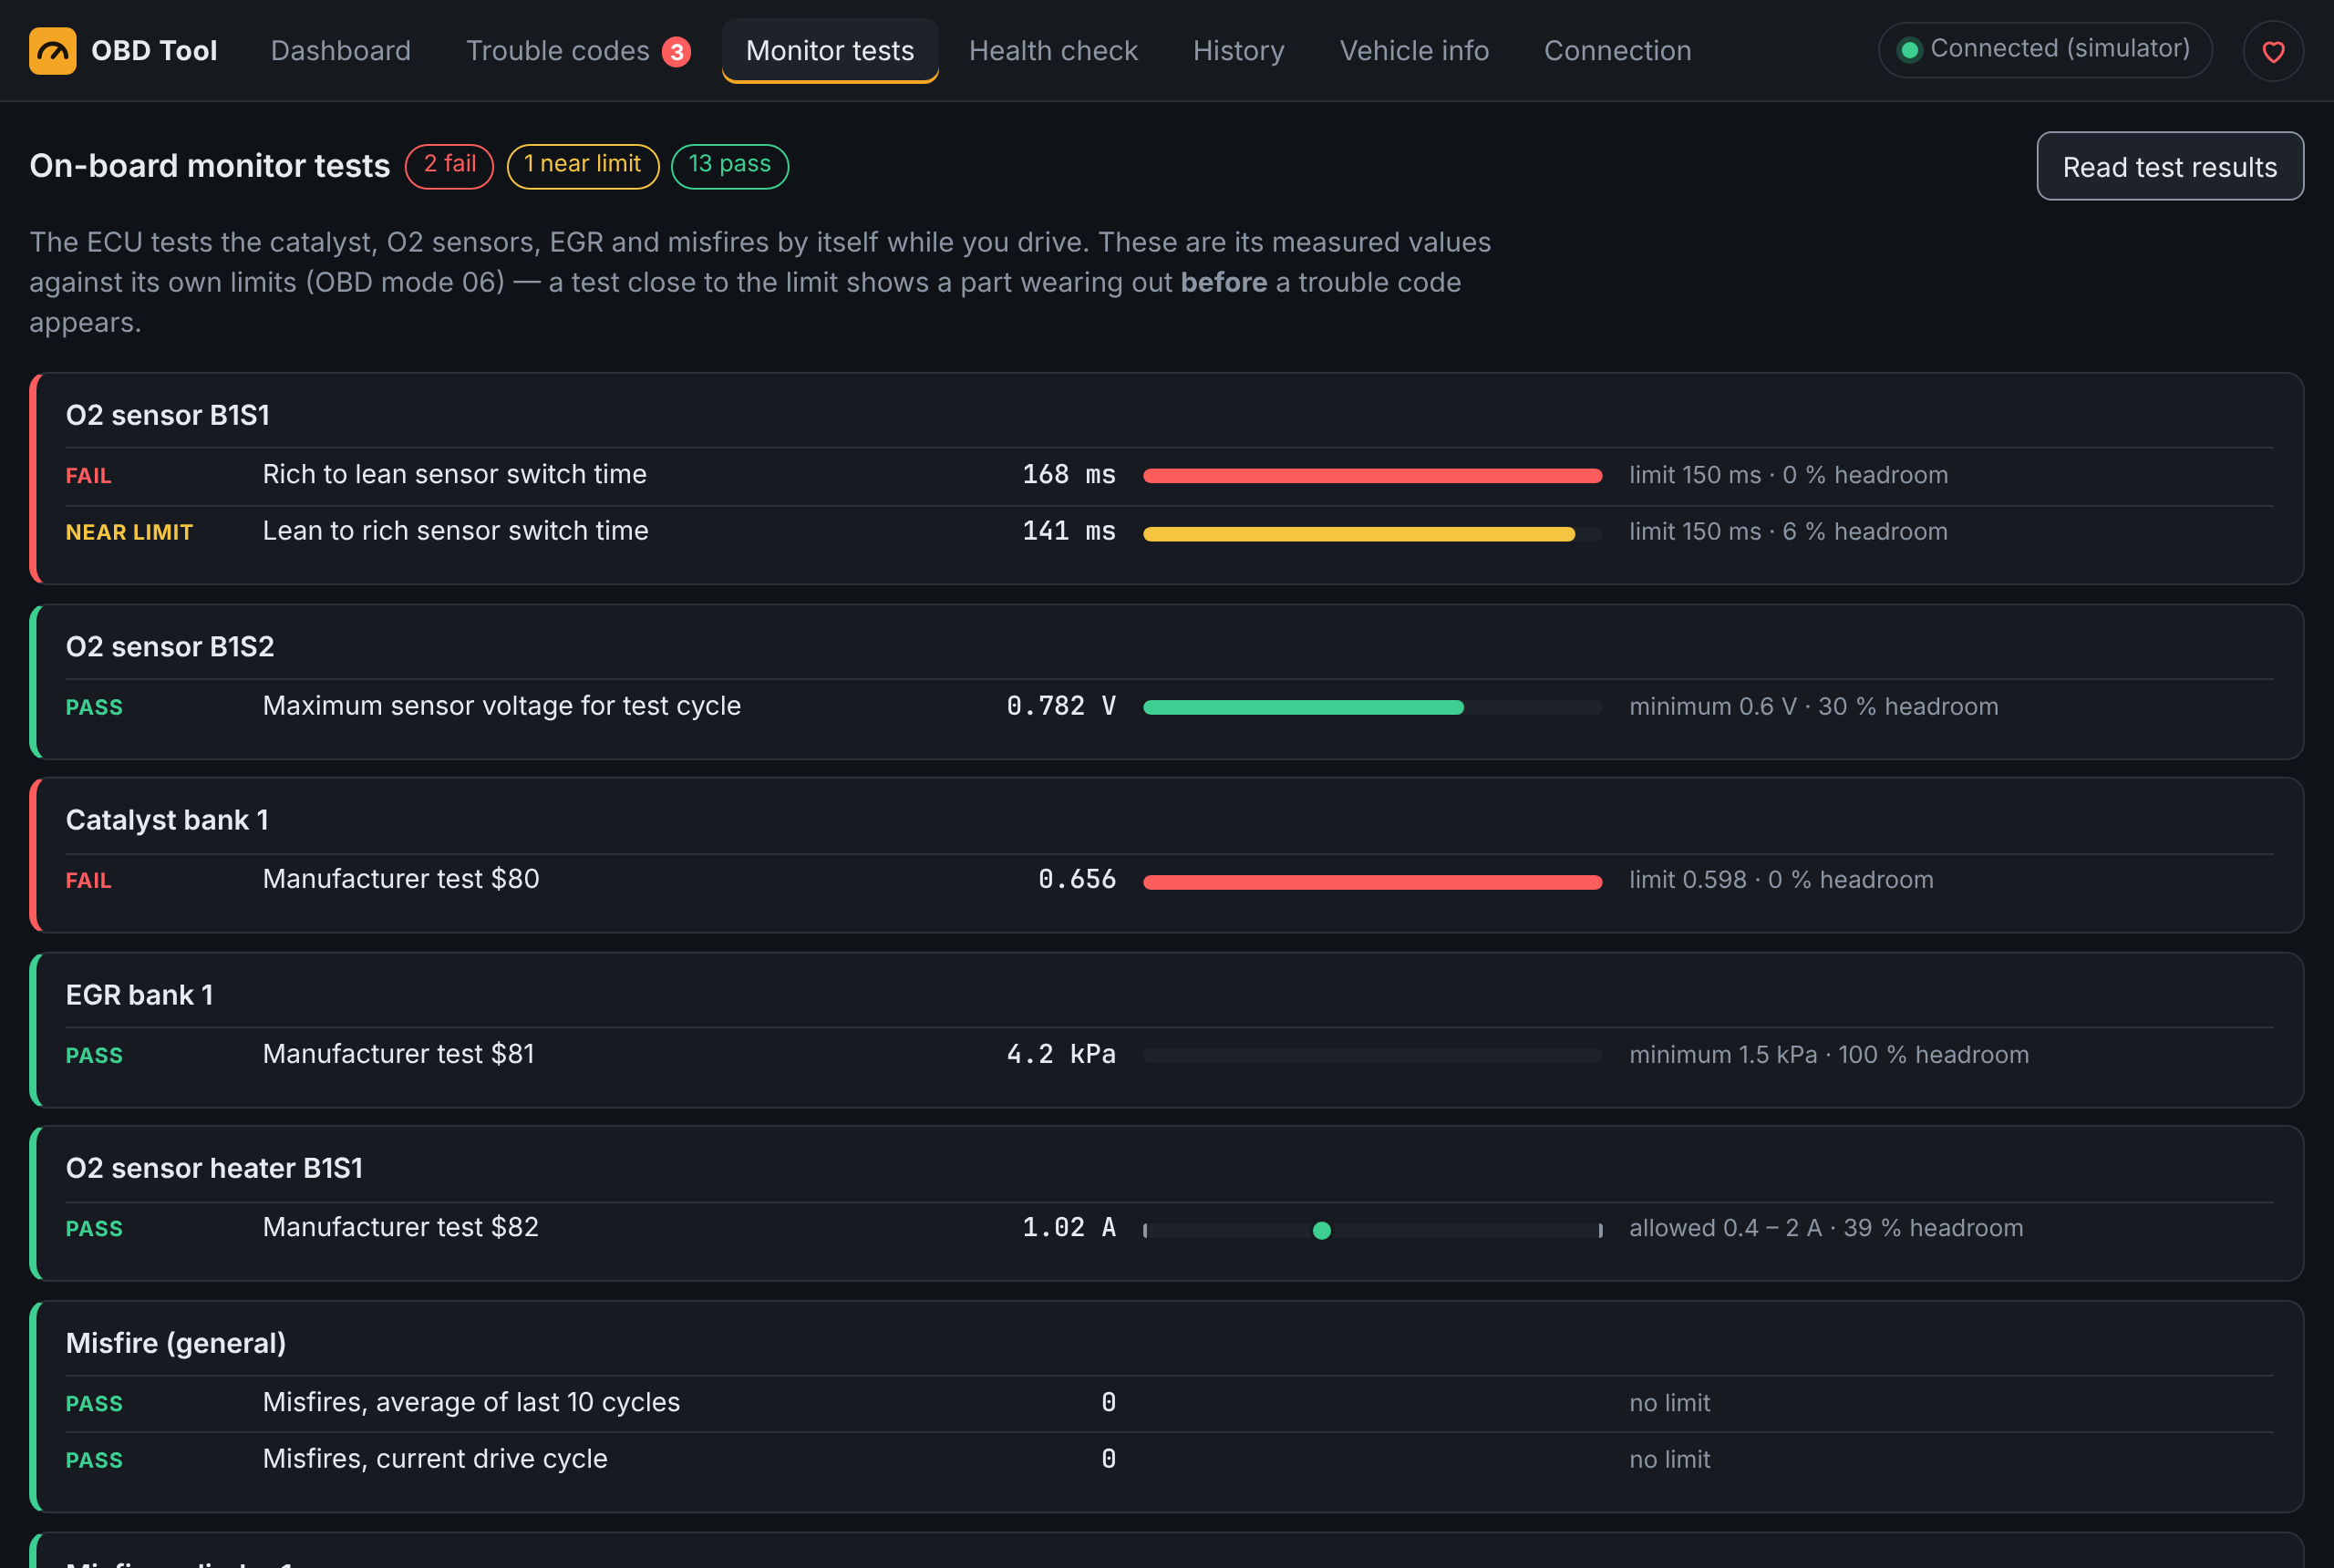 OBD Tool Dashboard Trouble codes 3 Monitor tests Health check History Vehicle info Connection Connected (simulator)
On-board monitor tests 2 fail 1 near limit 13 pass Read test results
The ECU tests the catalyst, O2 sensors, EGR and misfires by itself while you drive. These are its measured values
against its own limits (OBD mode 06) — a test close to the limit shows a part wearing out before a trouble code
appears.
O2 sensor B1S1
FAIL Rich to lean sensor switch time 168 ms limit 150 ms · 0 % headroom
NEAR LIMIT Lean to rich sensor switch time 141 ms limit 150 ms · 6 % headroom
O2 sensor B1S2
PASS Maximum sensor voltage for test cycle 0.782 V minimum 0.6 V · 30 % headroom
Catalyst bank 1
FAIL Manufacturer test $80 0.656 limit 0.598 · 0 % headroom
EGR bank 1
PASS Manufacturer test $81 4.2 kPa minimum 1.5 kPa · 100 % headroom
O2 sensor heater B1S1
PASS Manufacturer test $82 1.02 A allowed 0.4 – 2 A · 39 % headroom
Misfire (general)
PASS Misfires, average of last 10 cycles 0 no limit
PASS Misfires, current drive cycle 0 no limit